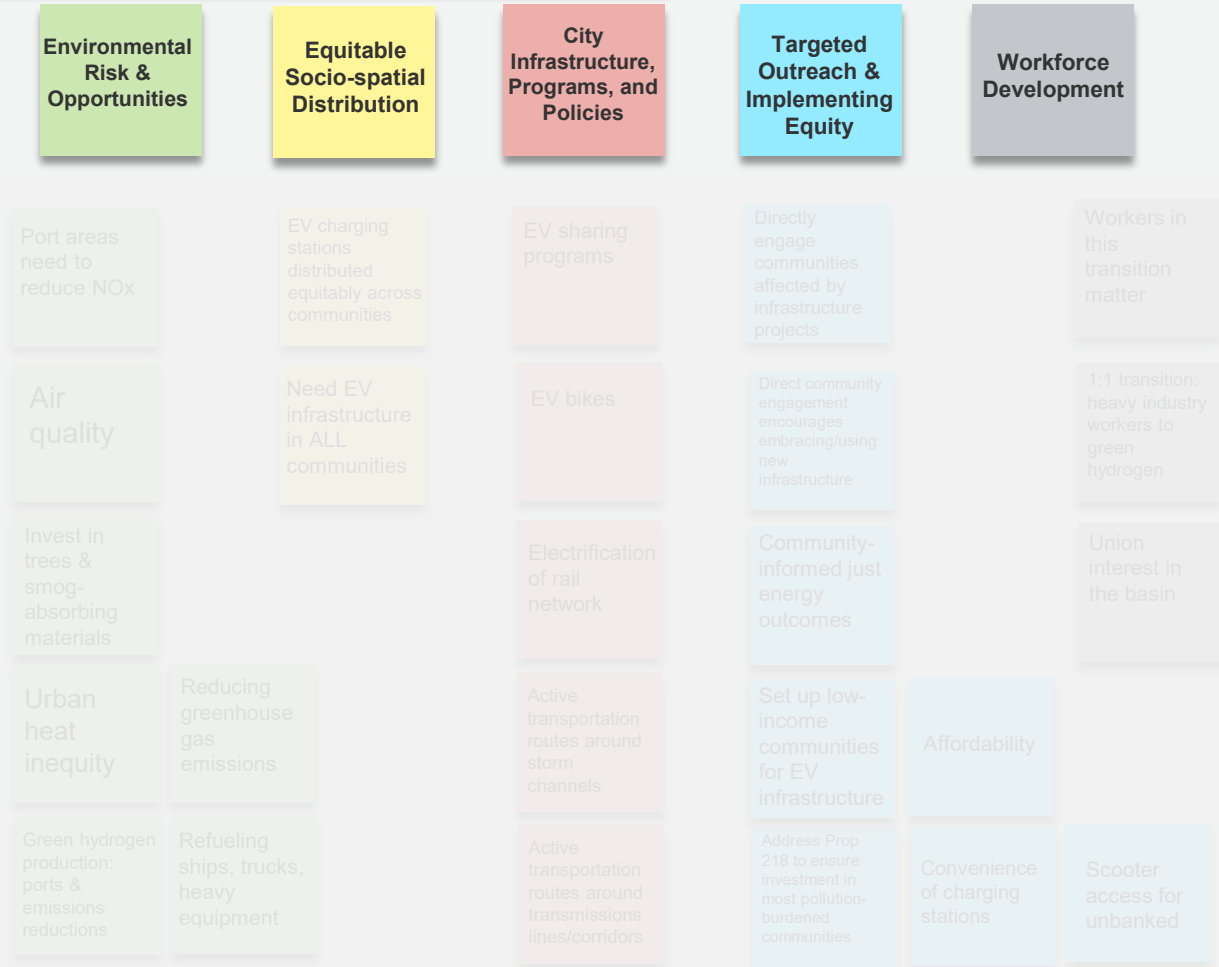 Environmental
Risk &
Opportunities
Equitable
Socio-spatial
Distribution
City
Infrastructure,
Programs, and
Policies
Targeted
Outreach &
Implementing
Equity
Workforce
Development
Port areas
need to
reduce NOx
EV charging
stations
distributed
equitably across
communities
EV sharing
programs
Directly
engage
communities
affected by
infrastructure
projects
Workers in
this
transition
matter
Air
quality
Need EV
infrastructure
in ALL
communities
EV bikes
Direct community
engagement
encourages
embracing/using
new
infrastructure
1:1 transition:
heavy industry
workers to
green
hydrogen
Invest in
trees &
smog-
absorbing
materials
Electrification
of rail
network
Community-
informed just
energy
outcomes
Union
interest in
the basin
Urban
heat
inequity
Reducing
greenhouse
gas
emissions
Active
transportation
routes around
storm
channels
Set up low-
income
communities
for EV
infrastructure
Affordability
Green hydrogen
production:
ports &
emissions
reductions
Refueling
ships, trucks,
heavy
equipment
Active
transportation
routes around
transmissions
lines/corridors
Address Prop
218 to ensure
investment in
most pollution-
burdened
communities
Convenience
of charging
stations
Scooter
access for
unbanked